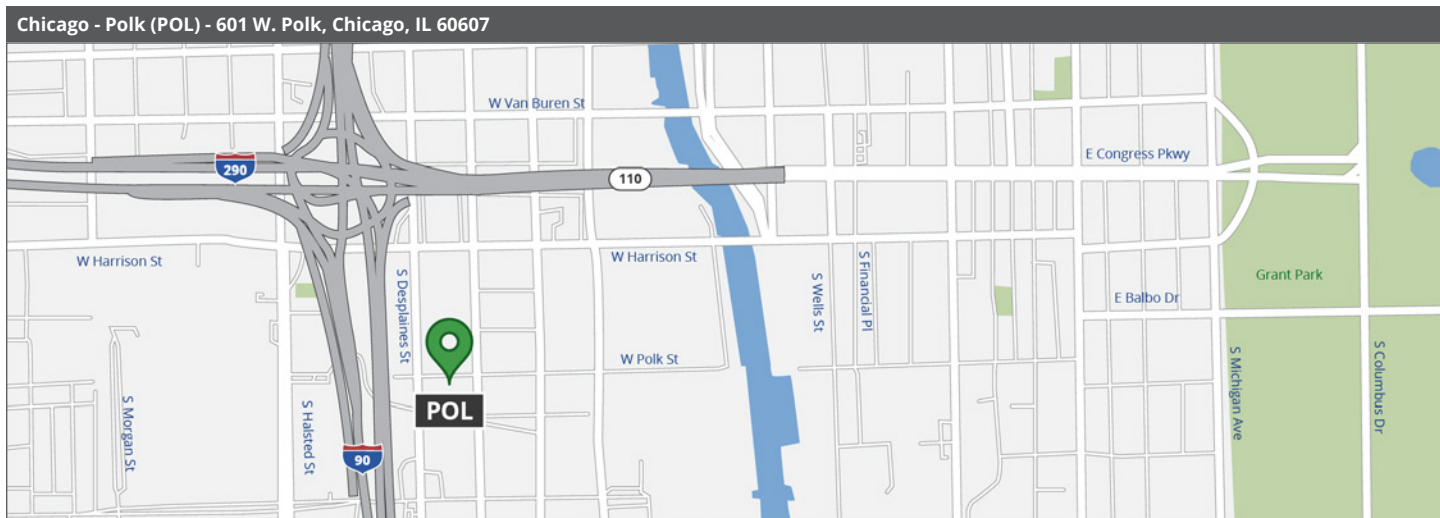 Chicago - Polk (POL) - 601 W. Polk, Chicago, IL 60607
W Van Buren St
E Congress Pkwy
290
110
W Harrison St
W Harrison St
Grant Park
S Desplaines St
S Wells St
S Financial Pl
E Balbo Dr
W Polk St
S Michigan Ave
S Columbus Dr
POL
S Morgan St
S Halsted St
90